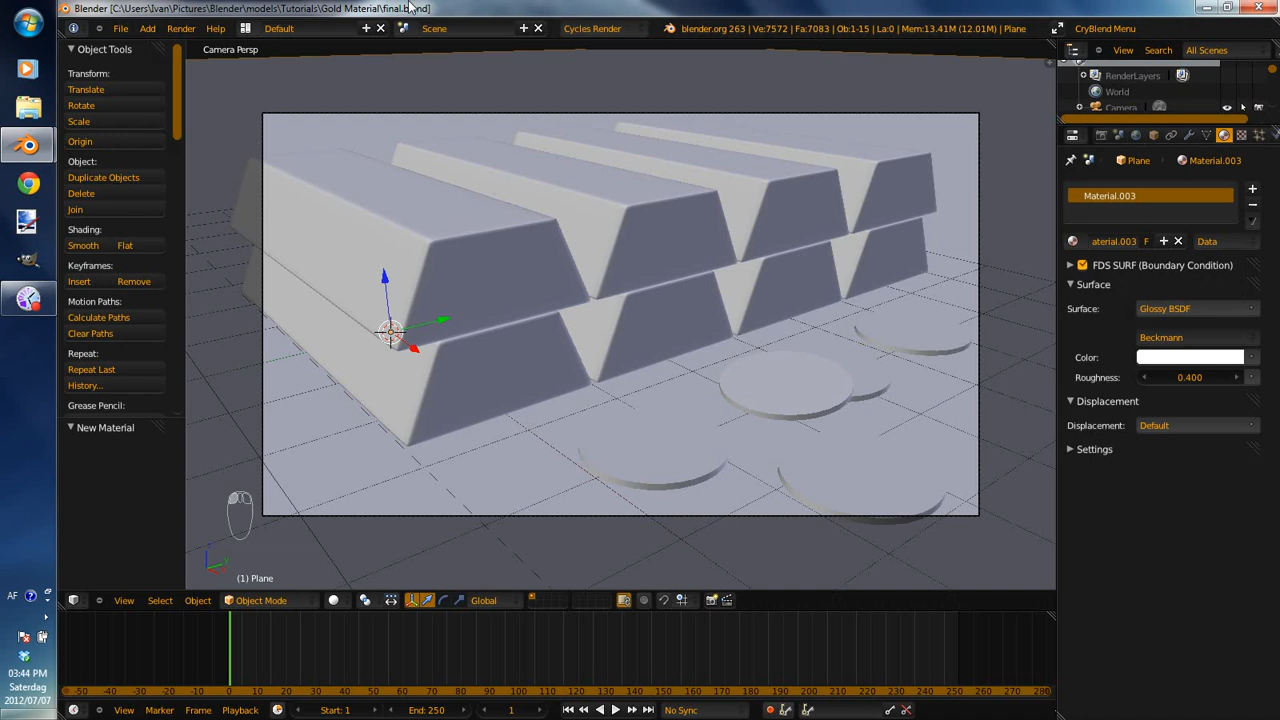 Blender [C:\Users\Ivan\Pictures\Blender\models\Tutorials\Gold Material\final.blend]
File Add Render Help Default Scene Cycles Render blender.org 263 | Ve:7572 | Fa:7083 | Ob:1-15 | La:0 | Mem:13.41M (12.01M) | Plane CryBlend Menu
Object Tools
Camera Persp
View Search All Scenes
Transform:
Translate
Rotate
Scale
Origin
Object:
Duplicate Objects
Delete
Join
Shading:
Smooth Flat
Keyframes:
Insert Remove
Motion Paths:
Calculate Paths
Clear Paths
Repeat:
Repeat Last
History...
Grease Pencil:
New Material
RenderLayers
World
Camera
Plane Material.003
Material.003
aterial.003 F Data
FDS SURF (Boundary Condition)
Surface
Surface: Glossy BSDF
Beckmann
Color:
Roughness: 0.400
Displacement
Displacement: Default
Settings
(1) Plane
View Select Object Object Mode Global
-50 -40 -30 -20 -10 0 10 20 30 40 50 60 70 80 90 100 110 120 130 140 150 160 170 180 190 200 210 220 230 240 250 260 270 280
View Marker Frame Playback Start: 1 End: 250 1 No Sync
AF
03:44 PM
Saterdag
2012/07/07